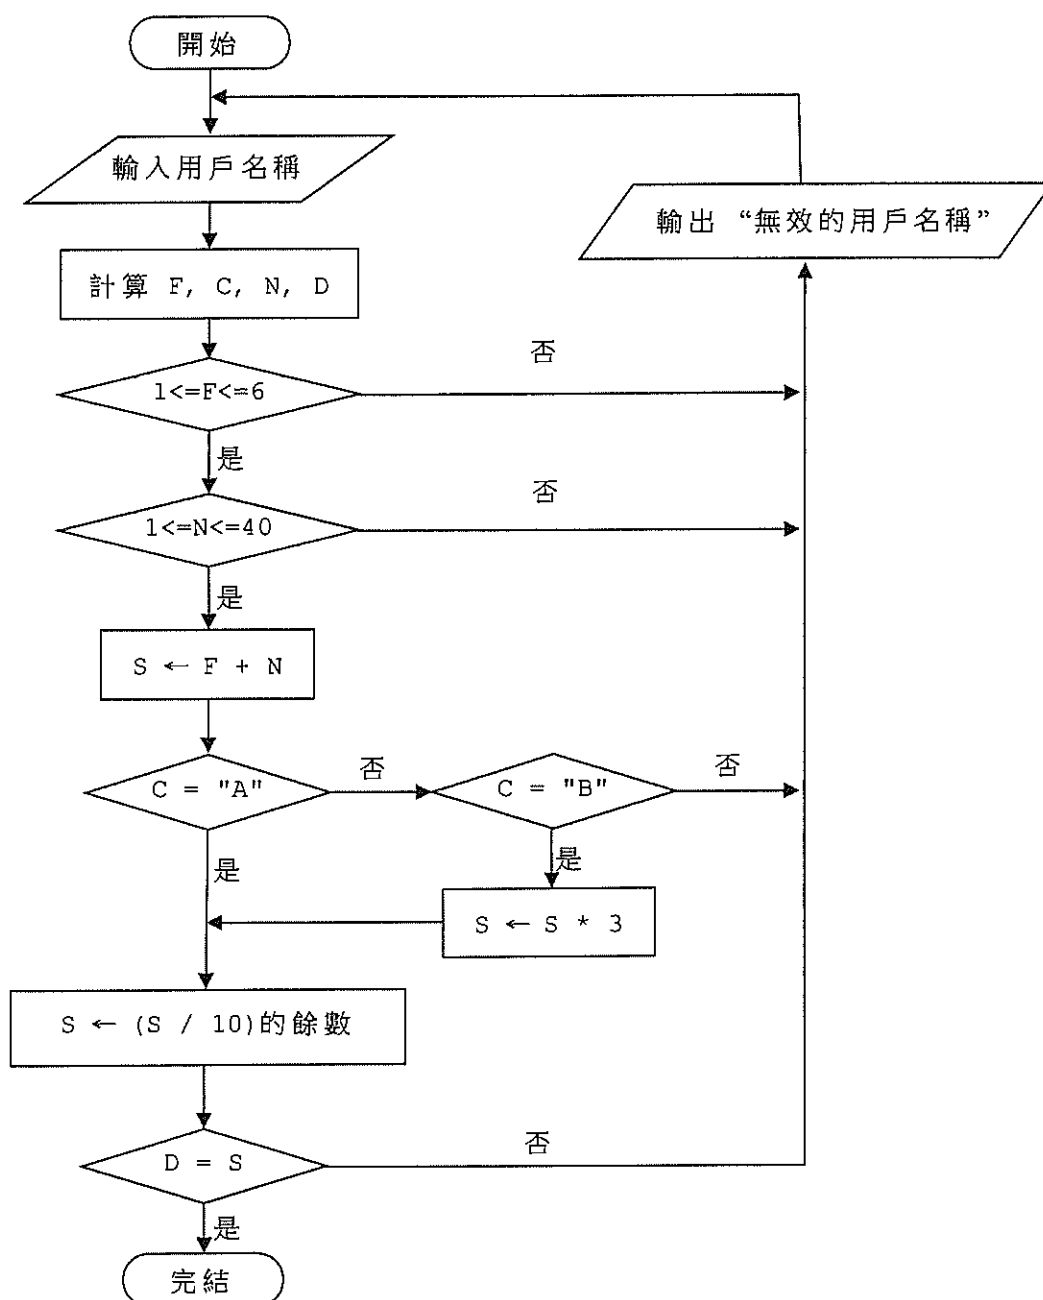 開始
輸入用戶名稱
輸出 “無效的用戶名稱”
計算 F, C, N, D
否
1<=F<=6
是
否
1<=N<=40
是
S ← F + N
否
否
C = "A"
C = "B"
是
是
S ← S * 3
S ← (S / 10)的餘數
否
D = S
是
完結